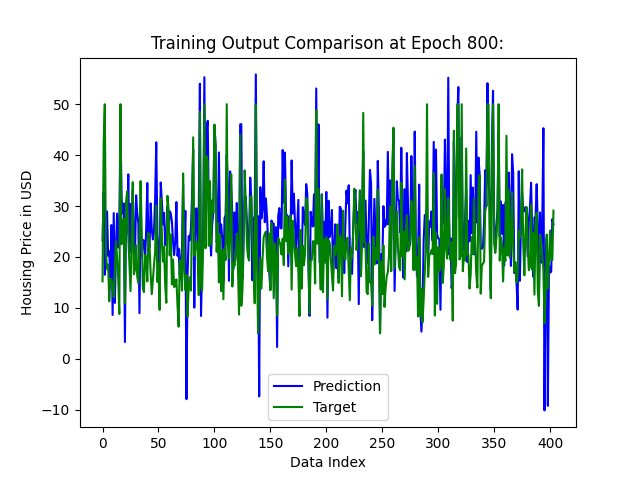 Training Output Comparison at Epoch 800:
Housing Price in USD
50
40
30
20
10
0
−10
Prediction
Target
0 50 100 150 200 250 300 350 400
Data Index